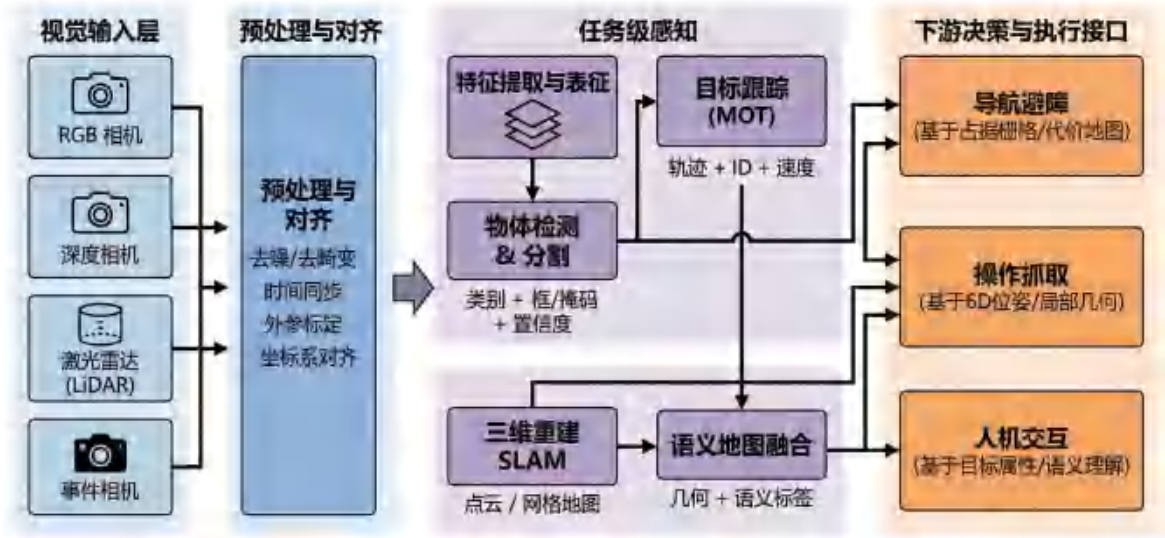 视觉输入层
RGB 相机
深度相机
激光雷达
(LiDAR)
事件相机
预处理与对齐
预处理与
对齐
去噪/去畸变
时间同步
外参标定
坐标系对齐
任务级感知
特征提取与表征
物体检测
& 分割
类别 + 框/掩码
+ 置信度
目标跟踪
(MOT)
轨迹 + ID + 速度
三维重建
SLAM
点云 / 网格地图
语义地图融合
几何 + 语义标签
下游决策与执行接口
导航避障
(基于占据栅格/代价地图)
操作抓取
(基于6D位姿/局部几何)
人机交互
(基于目标属性/语义理解)